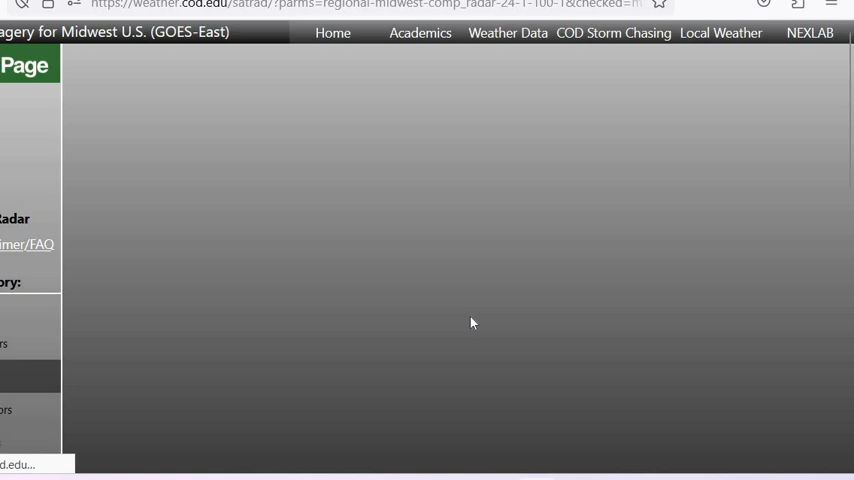 https://weather.cod.edu/satrad/?parms=regional-midwest-comp_radar-24-1-100-1&checked=m
agery for Midwest U.S. (GOES-East)
Home Academics Weather Data COD Storm Chasing Local Weather NEXLAB
Page
Radar
imer/FAQ
ory:
rs
ors
d.edu...